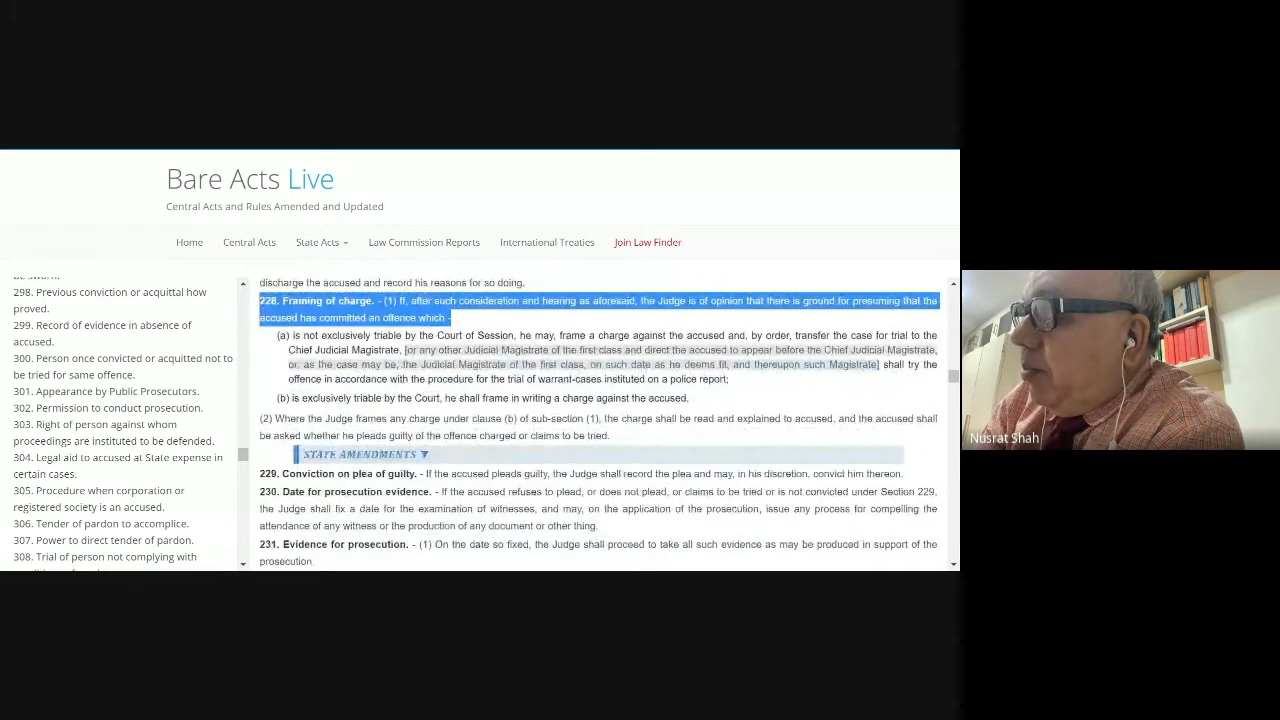 Bare Acts Live
Central Acts and Rules Amended and Updated
Home Central Acts State Acts Law Commission Reports International Treaties Join Law Finder
be sworn.
298. Previous conviction or acquittal how
proved.
299. Record of evidence in absence of
accused.
300. Person once convicted or acquitted not to
be tried for same offence.
301. Appearance by Public Prosecutors.
302. Permission to conduct prosecution.
303. Right of person against whom
proceedings are instituted to be defended.
304. Legal aid to accused at State expense in
certain cases.
305. Procedure when corporation or
registered society is an accused.
306. Tender of pardon to accomplice.
307. Power to direct tender of pardon.
308. Trial of person not complying with
discharge the accused and record his reasons for so doing.
228. Framing of charge. - (1) If, after such consideration and hearing as aforesaid, the Judge is of opinion that there is ground for presuming that the
accused has committed an offence which -
(a) is not exclusively triable by the Court of Session, he may, frame a charge against the accused and, by order, transfer the case for trial to the
Chief Judicial Magistrate, [or any other Judicial Magistrate of the first class and direct the accused to appear before the Chief Judicial Magistrate,
or, as the case may be, the Judicial Magistrate of the first class, on such date as he deems fit, and thereupon such Magistrate] shall try the
offence in accordance with the procedure for the trial of warrant-cases instituted on a police report;
(b) is exclusively triable by the Court, he shall frame in writing a charge against the accused.
(2) Where the Judge frames any charge under clause (b) of sub-section (1), the charge shall be read and explained to accused, and the accused shall
be asked whether he pleads guilty of the offence charged or claims to be tried.
STATE AMENDMENTS ▼
229. Conviction on plea of guilty. - If the accused pleads guilty, the Judge shall record the plea and may, in his discretion, convict him thereon.
230. Date for prosecution evidence. - If the accused refuses to plead, or does not plead, or claims to be tried or is not convicted under Section 229,
the Judge shall fix a date for the examination of witnesses, and may, on the application of the prosecution, issue any process for compelling the
attendance of any witness or the production of any document or other thing.
231. Evidence for prosecution. - (1) On the date so fixed, the Judge shall proceed to take all such evidence as may be produced in support of the
prosecution.
Nusrat Shah